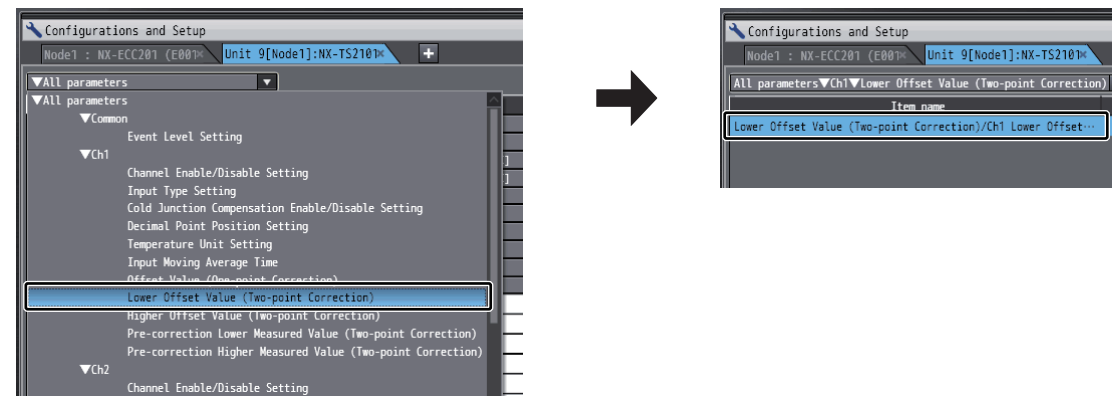 Configurations and Setup
Node1 : NX-ECC201 (E001× Unit 9[Node1]:NX-TS2101× +
▼All parameters ▼
▼All parameters
▼Common
Event Level Setting
▼Ch1
Channel Enable/Disable Setting
Input Type Setting
Cold Junction Compensation Enable/Disable Setting
Decimal Point Position Setting
Temperature Unit Setting
Input Moving Average Time
Offset Value (One-point Correction)
Lower Offset Value (Two-point Correction)
Higher Offset Value (Two-point Correction)
Pre-correction Lower Measured Value (Two-point Correction)
Pre-correction Higher Measured Value (Two-point Correction)
▼Ch2
Channel Enable/Disable Setting
]
]
Configurations and Setup
Node1 : NX-ECC201 (E001× Unit 9[Node1]:NX-TS2101×
All parameters▼Ch1▼Lower Offset Value (Two-point Correction)
Item name
Lower Offset Value (Two-point Correction)/Ch1 Lower Offset…